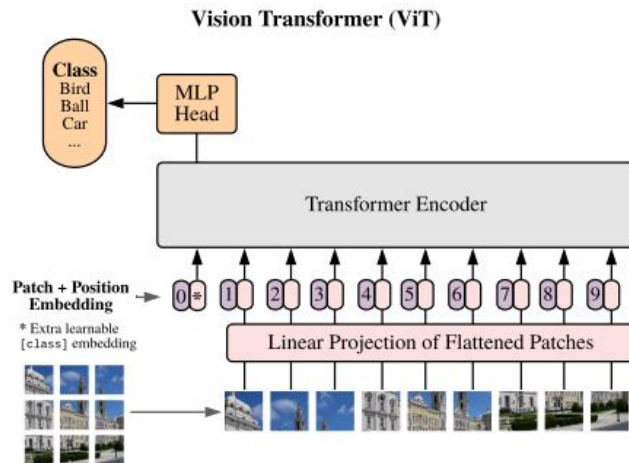 Vision Transformer (ViT)
Class
Bird
Ball
Car
...
MLP
Head
Transformer Encoder
Patch + Position
Embedding
0 * 1 2 3 4 5 6 7 8 9
* Extra learnable
[class] embedding
Linear Projection of Flattened Patches